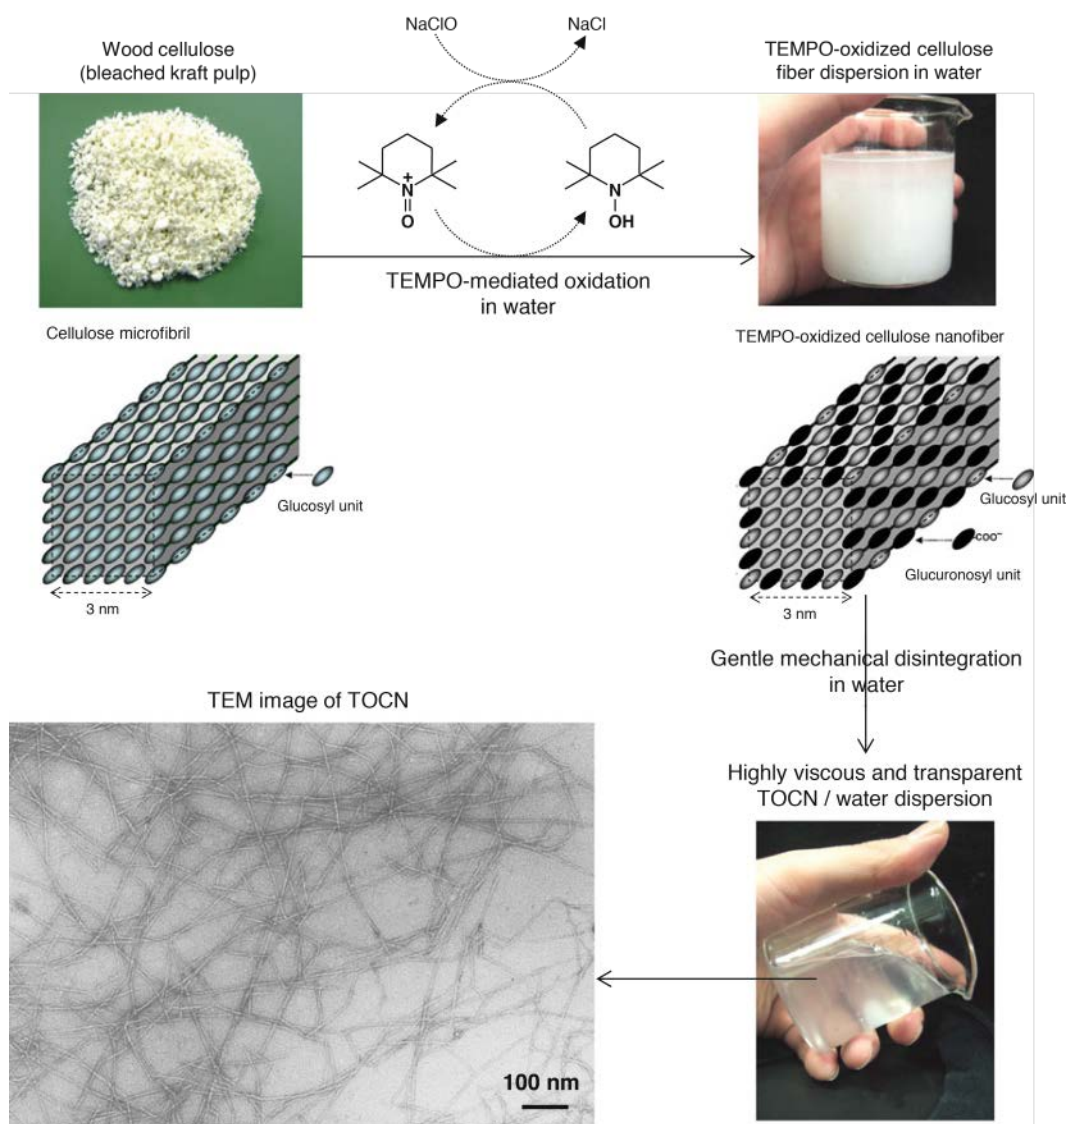 NaClO
NaCl
Wood cellulose
(bleached kraft pulp)
TEMPO-oxidized cellulose
fiber dispersion in water
N
+
O
N
OH
TEMPO-mediated oxidation
in water
Cellulose microfibril
TEMPO-oxidized cellulose nanofiber
Glucosyl unit
3 nm
Glucosyl unit
COO⁻
Glucuronosyl unit
3 nm
Gentle mechanical disintegration
in water
TEM image of TOCN
Highly viscous and transparent
TOCN / water dispersion
100 nm